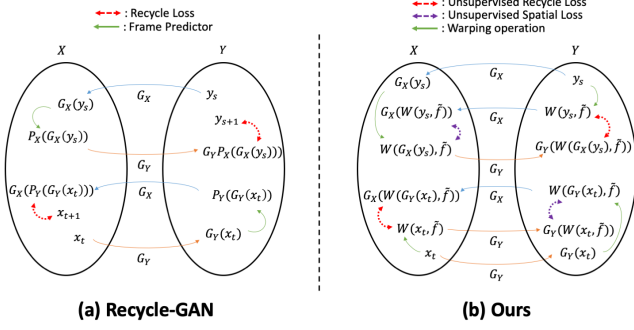 : Recycle Loss
: Frame Predictor
X
Y
G_X
G_X(y_s)
y_s
y_{s+1}
P_X(G_X(y_s))
G_Y P_X(G_X(y_s)))
G_Y
G_X(P_Y(G_Y(x_t)))
G_X
P_Y(G_Y(x_t))
x_{t+1}
x_t
G_Y
G_Y(x_t)
(a) Recycle-GAN
: Unsupervised Recycle Loss
: Unsupervised Spatial Loss
: Warping operation
X
Y
G_X
G_X(y_s)
y_s
G_X(W(y_s, f̃))
G_X
W(y_s, f̃)
W(G_X(y_s), f̃)
G_Y(W(G_X(y_s), f̃))
G_Y
G_X(W(G_Y(x_t), f̃))
G_X
W(G_Y(x_t), f̃)
W(x_t, f̃)
G_Y
G_Y(W(x_t, f̃))
x_t
G_Y
G_Y(x_t)
(b) Ours